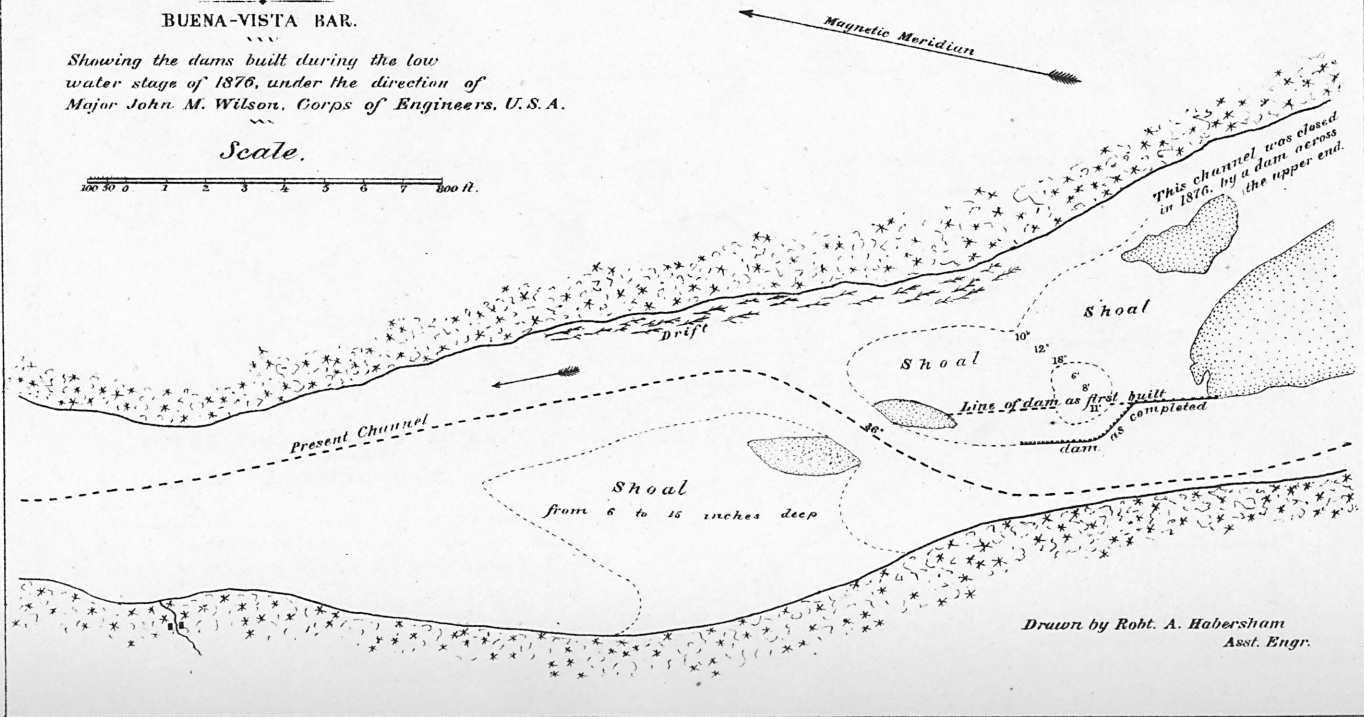 BUENA-VISTA BAR.
Showing the dams built during the low
water stage of 1876, under the direction of
Major John M. Wilson, Corps of Engineers, U.S.A.
Scale.
100 50 0 1 2 3 4 5 6 7 800 ft.
Magnetic Meridian
This channel was closed
in 1876, by a dam across
the upper end.
Shoal
Drift
Shoal
10"
12"
18"
6"
8"
11"
Line of dam as first built
dam as completed
36"
Present Channel
Shoal
from 6 to 15 inches deep
Drawn by Robt. A. Habersham
Asst. Engr.